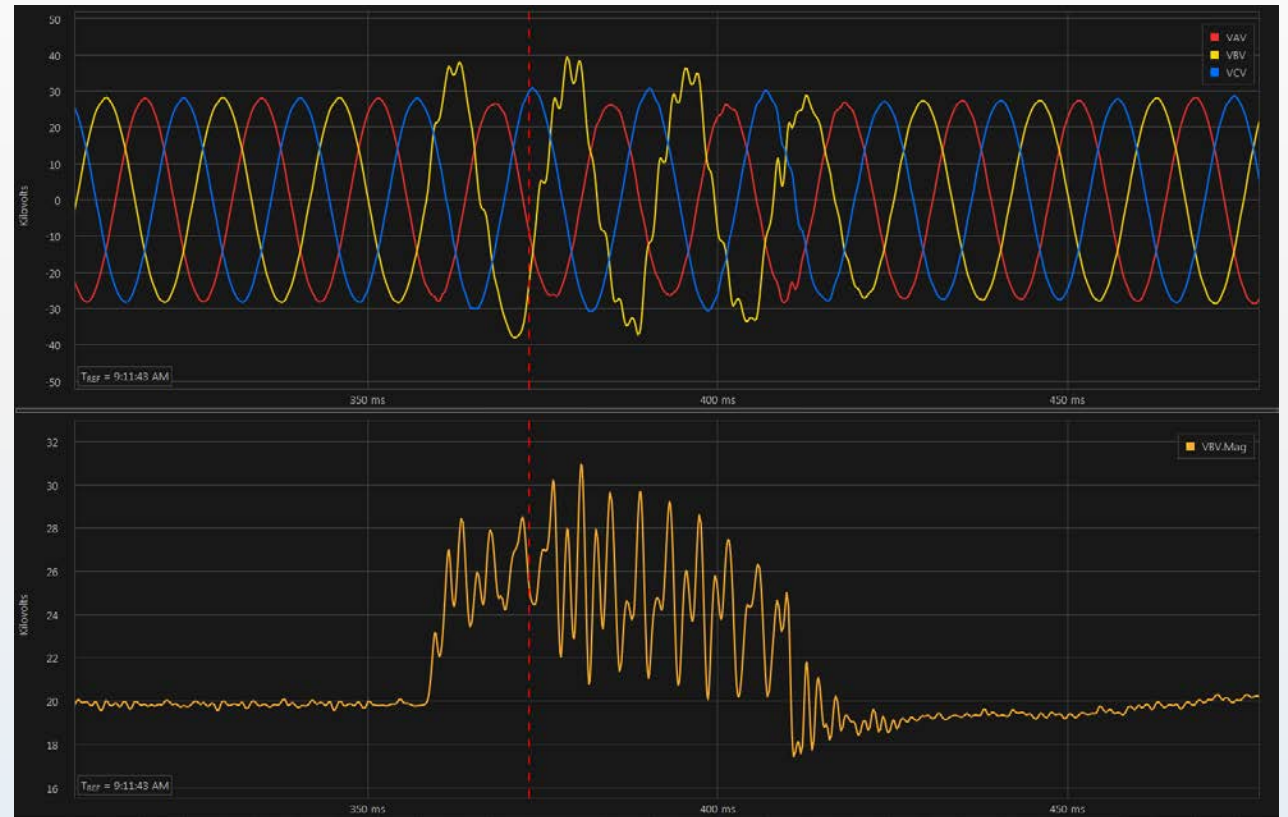 50
40
30
20
10
0
-10
-20
-30
-40
-50
Kilovolts
VAV
VBV
VCV
TREF = 9:11:43 AM
350 ms
400 ms
450 ms
32
30
28
26
24
22
20
18
16
Kilovolts
VBV.Mag
TREF = 9:11:43 AM
350 ms
400 ms
450 ms